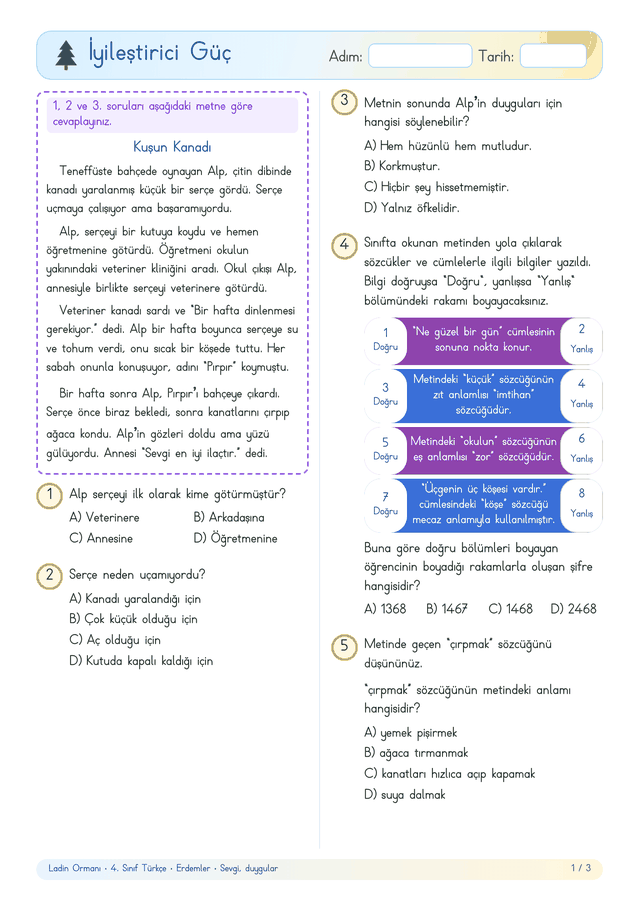 İyileştirici Güç
Adım:
Tarih:
1, 2 ve 3. soruları aşağıdaki metne göre
cevaplayınız.
Kuşun Kanadı
Teneffüste bahçede oynayan Alp, çitin dibinde
kanadı yaralanmış küçük bir serçe gördü. Serçe
uçmaya çalışıyor ama başaramıyordu.
Alp, serçeyi bir kutuya koydu ve hemen
öğretmenine götürdü. Öğretmeni okulun
yakınındaki veteriner kliniğini aradı. Okul çıkışı Alp,
annesiyle birlikte serçeyi veterinere götürdü.
Veteriner kanadı sardı ve “Bir hafta dinlenmesi
gerekiyor.” dedi. Alp bir hafta boyunca serçeye su
ve tohum verdi, onu sıcak bir köşede tuttu. Her
sabah onunla konuşuyor, adını “Pırpır” koymuştu.
Bir hafta sonra Alp, Pırpır’ı bahçeye çıkardı.
Serçe önce biraz bekledi, sonra kanatlarını çırpıp
ağaca kondu. Alp’in gözleri doldu ama yüzü
gülüyordu. Annesi “Sevgi en iyi ilaçtır.” dedi.
1 Alp serçeyi ilk olarak kime götürmüştür?
A) Veterinere B) Arkadaşına
C) Annesine D) Öğretmenine
2 Serçe neden uçamıyordu?
A) Kanadı yaralandığı için
B) Çok küçük olduğu için
C) Aç olduğu için
D) Kutuda kapalı kaldığı için
3 Metnin sonunda Alp’in duyguları için
hangisi söylenebilir?
A) Hem hüzünlü hem mutludur.
B) Korkmuştur.
C) Hiçbir şey hissetmemiştir.
D) Yalnız öfkelidir.
4 Sınıfta okunan metinden yola çıkılarak
sözcükler ve cümlelerle ilgili bilgiler yazıldı.
Bilgi doğruysa “Doğru”, yanlışsa “Yanlış”
bölümündeki rakamı boyayacaksınız.
1
Doğru
“Ne güzel bir gün” cümlesinin
sonuna nokta konur.
2
Yanlış
3
Doğru
Metindeki “küçük” sözcüğünün
zıt anlamlısı “imtihan”
sözcüğüdür.
4
Yanlış
5
Doğru
Metindeki “okulun” sözcüğünün
eş anlamlısı “zor” sözcüğüdür.
6
Yanlış
7
Doğru
“Üçgenin üç köşesi vardır.”
cümlesindeki “köşe” sözcüğü
mecaz anlamıyla kullanılmıştır.
8
Yanlış
Buna göre doğru bölümleri boyayan
öğrencinin boyadığı rakamlarla oluşan şifre
hangisidir?
A) 1368 B) 1467 C) 1468 D) 2468
5 Metinde geçen “çırpmak” sözcüğünü
düşününüz.
“çırpmak” sözcüğünün metindeki anlamı
hangisidir?
A) yemek pişirmek
B) ağaca tırmanmak
C) kanatları hızlıca açıp kapamak
D) suya dalmak
Ladin Ormanı • 4. Sınıf Türkçe • Erdemler • Sevgi, duygular
1 / 3